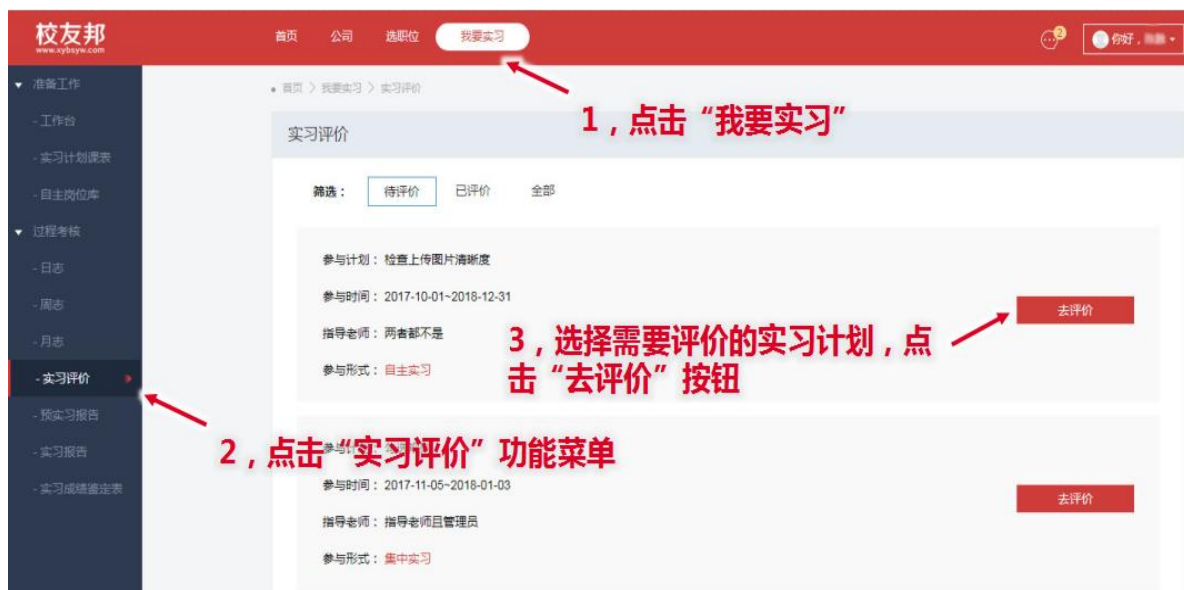 校友邦
www.xybsyw.com
首页 公司 选职位 我要实习
2
你好，
准备工作
- 工作台
- 实习计划课表
- 自主岗位库
过程考核
- 日志
- 周志
- 月志
- 实习评价
- 预实习报告
- 实习报告
- 实习成绩鉴定表
首页 〉 我要实习 〉 实习评价
1，点击“我要实习”
实习评价
筛选： 待评价 已评价 全部
参与计划： 检查上传图片清晰度
参与时间： 2017-10-01~2018-12-31
指导老师： 两者都不是
参与形式： 自主实习
去评价
3，选择需要评价的实习计划，点
击“去评价”按钮
2，点击“实习评价”功能菜单
参与时间： 2017-11-05~2018-01-03
指导老师： 指导老师且管理员
参与形式： 集中实习
去评价